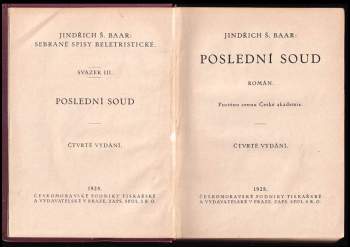 JINDŘICH Š. BAAR:
SEBRANÉ SPISY BELETRISTICKÉ.
SVAZEK III.
POSLEDNÍ SOUD
ČTVRTÉ VYDÁNÍ.
1928.
ČESKOMORAVSKÉ PODNIKY TISKAŘSKÉ
A VYDAVATELSKÉ V PRAZE, ZAPS. SPOL. S R. O.
JINDŘICH Š. BAAR:
POSLEDNÍ SOUD
ROMÁN.
Poctěno cenou České akademie.
ČTVRTÉ VYDÁNÍ.
1928.
ČESKOMORAVSKÉ PODNIKY TISKAŘSKÉ
A VYDAVATELSKÉ V PRAZE, ZAPS. SPOL. S R. O.